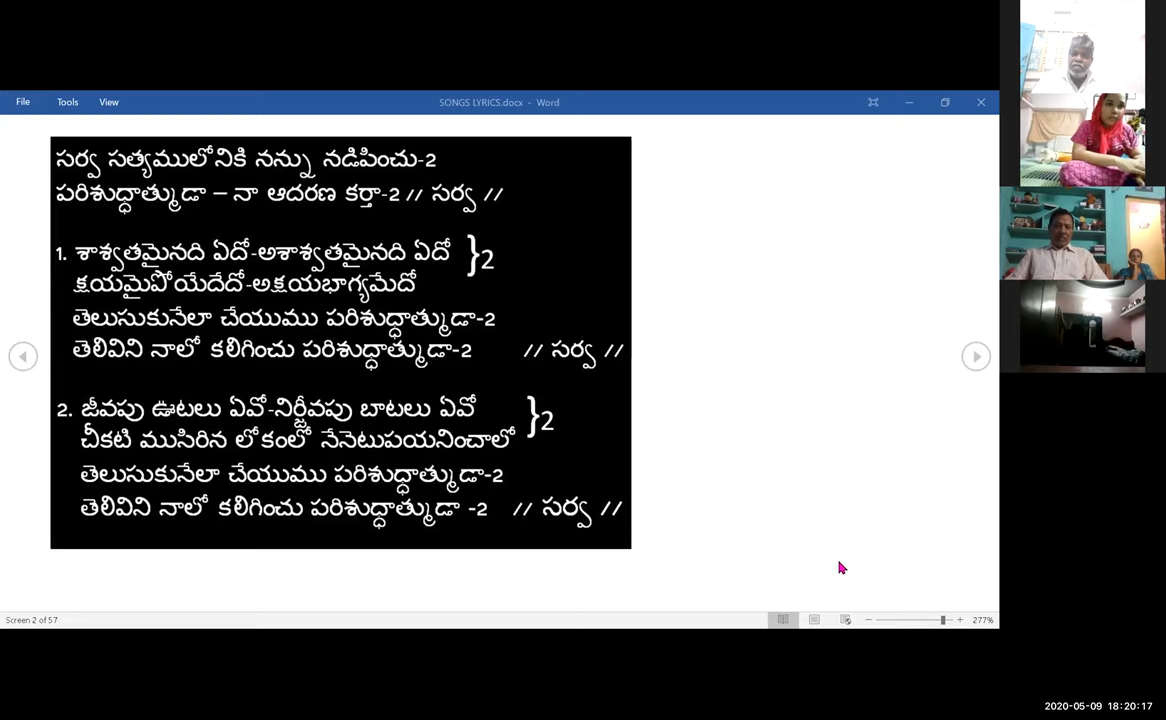 File Tools View SONGS LYRICS.docx - Word
సర్వ సత్యములోనికి నన్ను నడిపించు-2
పరిశుద్ధాత్ముడా – నా ఆదరణ కర్తా-2 // సర్వ //
1. శాశ్వతమైనది ఏదో-అశాశ్వతమైనది ఏదో }2
క్షయమైపోయేదేదో-అక్షయభాగ్యమేదో
తెలుసుకునేలా చేయుము పరిశుద్ధాత్ముడా-2
తెలివిని నాలో కలిగించు పరిశుద్ధాత్ముడా-2 // సర్వ //
2. జీవపు ఊటలు ఏవో-నిర్జీవపు బాటలు ఏవో }2
చీకటి ముసిరిన లోకంలో నేనెటుపయనించాలో
తెలుసుకునేలా చేయుము పరిశుద్ధాత్ముడా-2
తెలివిని నాలో కలిగించు పరిశుద్ధాత్ముడా -2 // సర్వ //
Screen 2 of 57 277%
2020-05-09 18:20:17